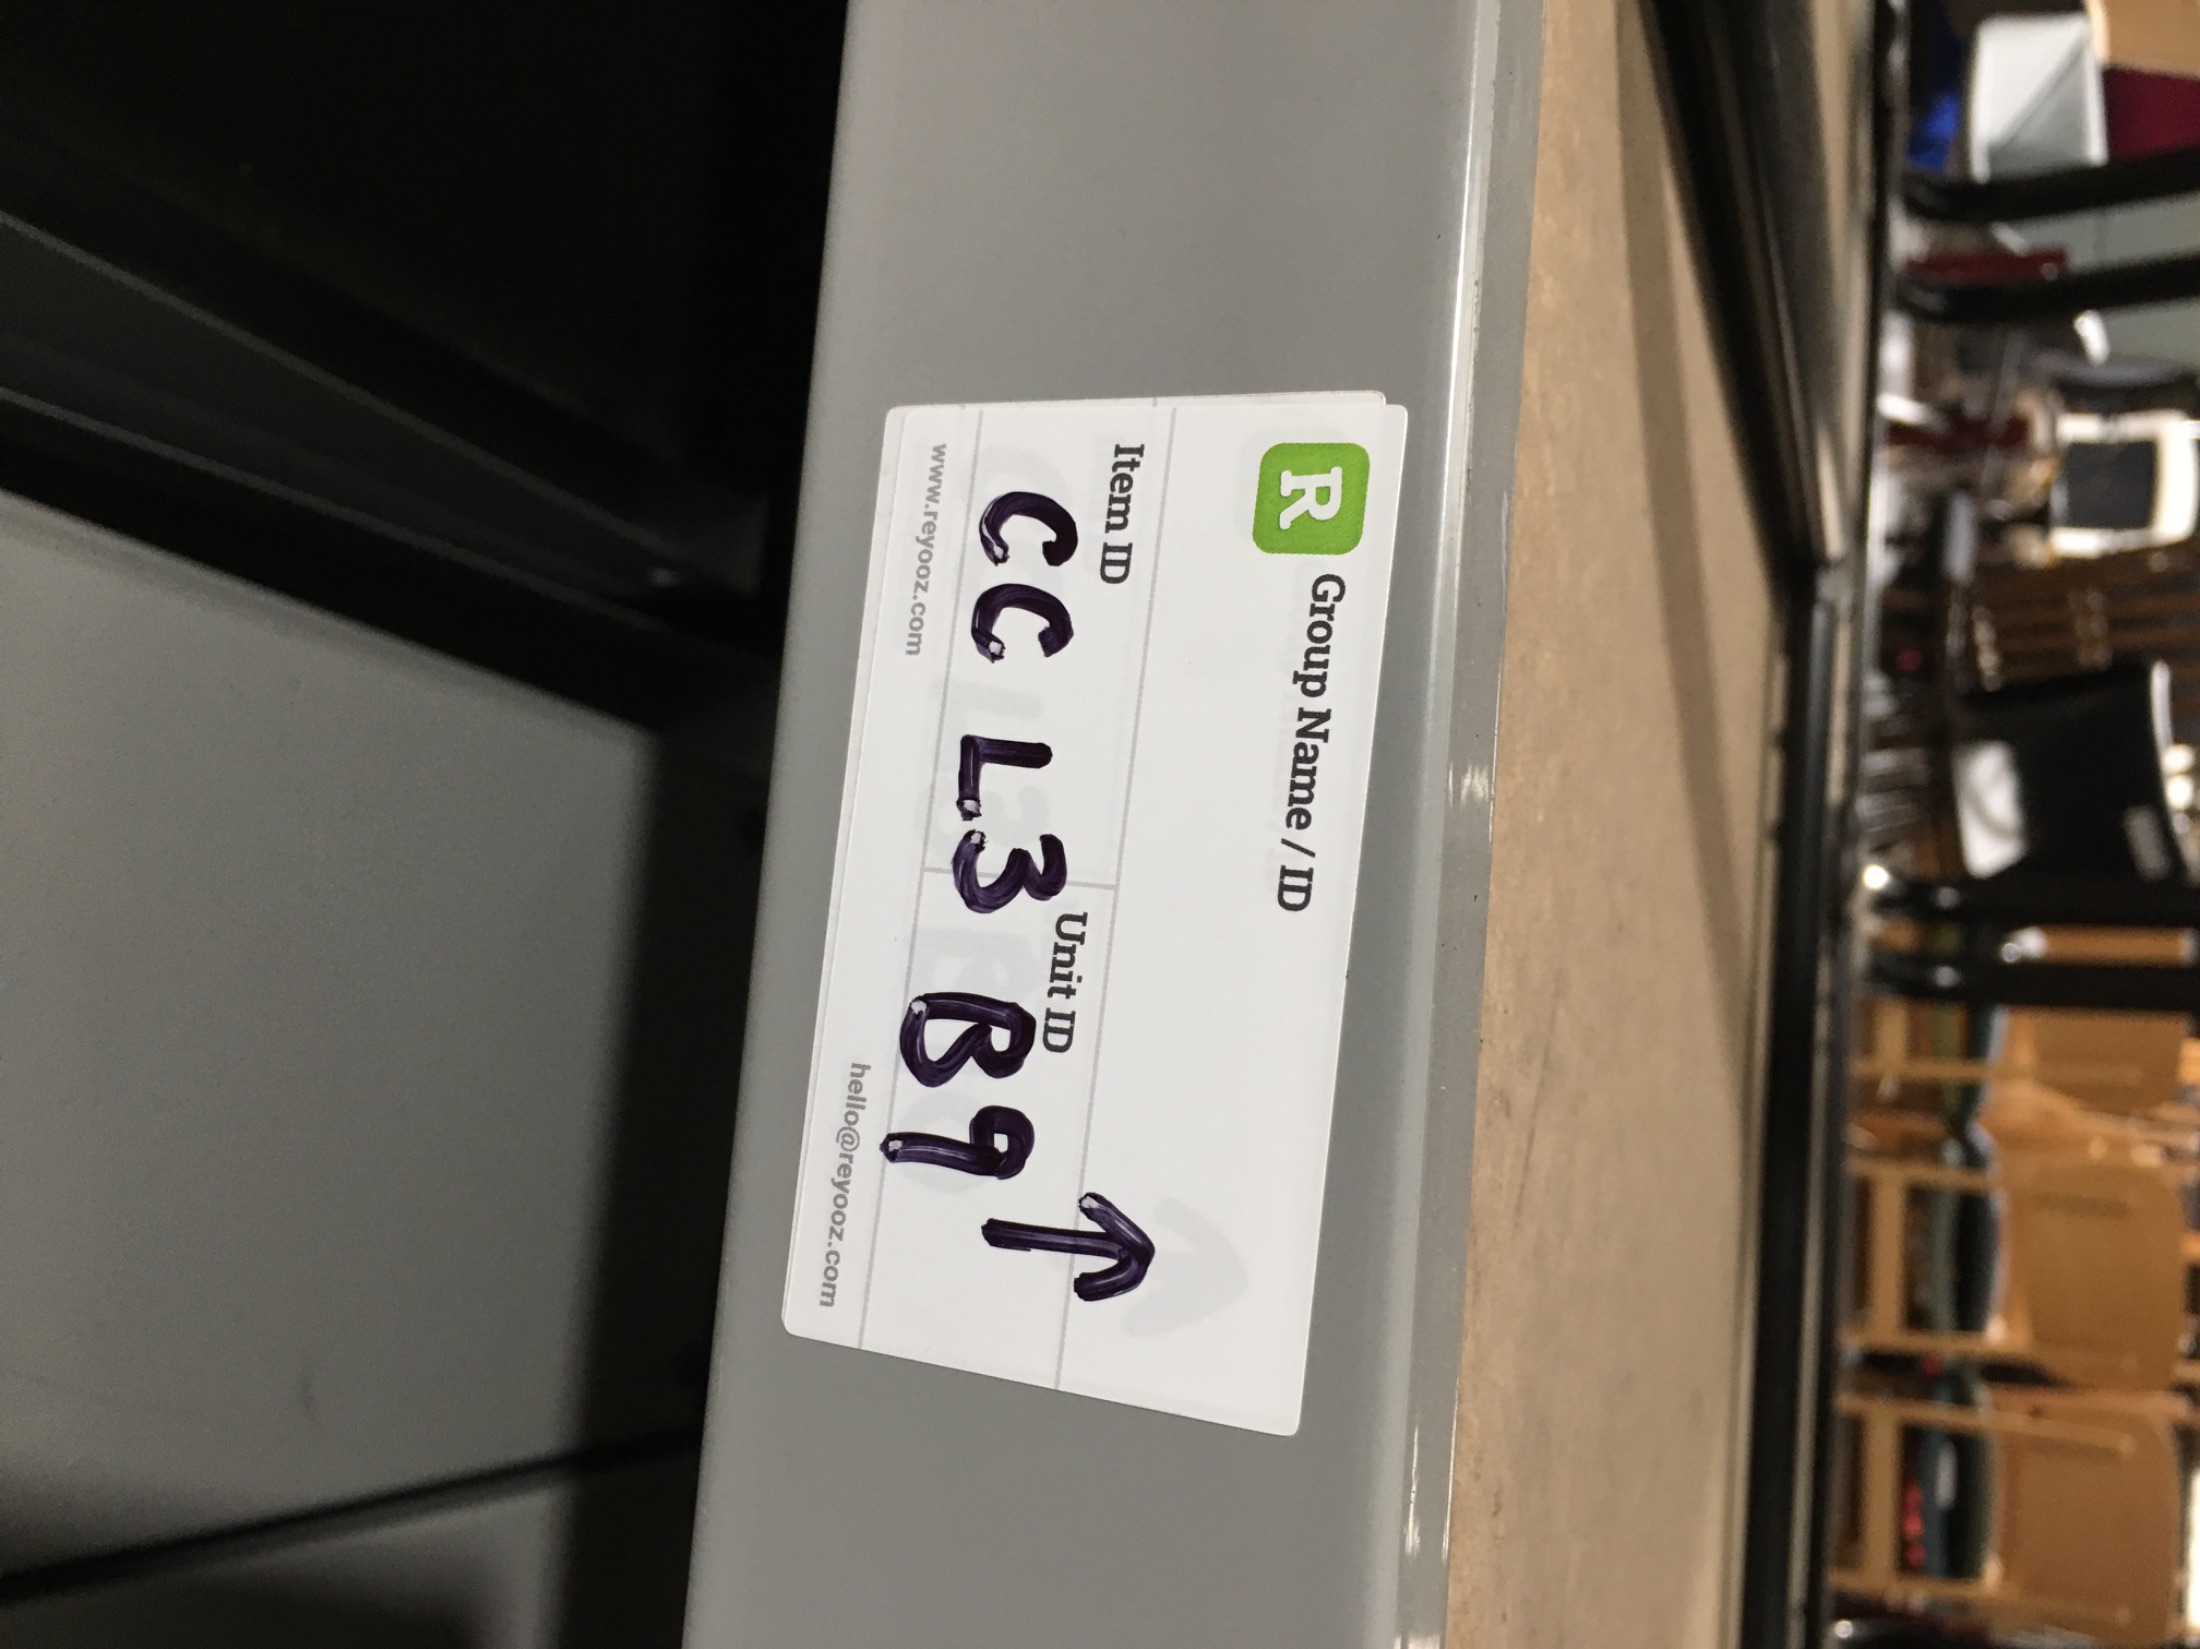 R Group Name / ID
Item ID Unit ID
CC L3 B9 ↑
www.reyooz.com hello@reyooz.com